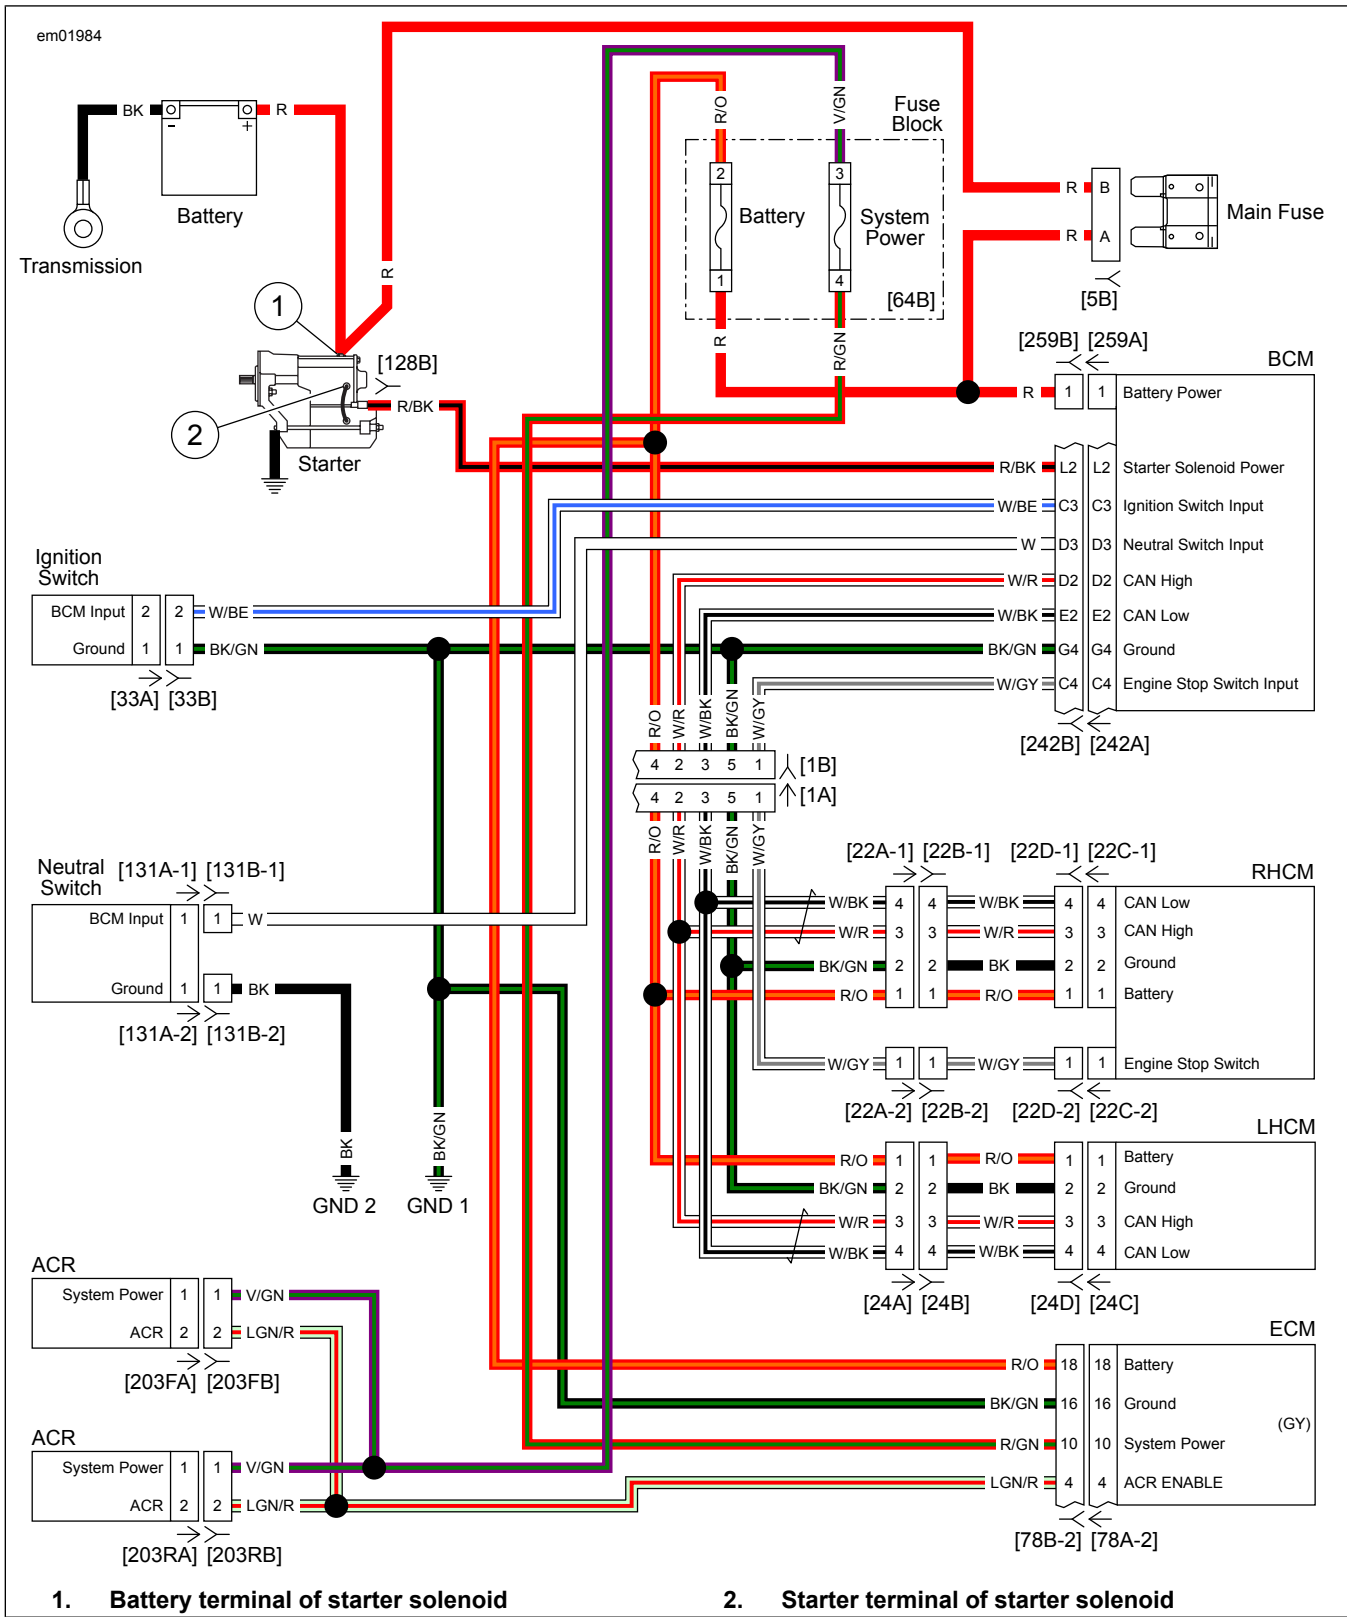 em01984
BK
R
-
+
Battery
Transmission
R
R/O
V/GN
Fuse
Block
2
3
Battery
System
Power
1
4
[64B]
R
R/GN
R
B
R
A
Main Fuse
[5B]
1
2
[128B]
R/BK
Starter
[259B] [259A]
BCM
R
1
1
Battery Power
R/BK
L2
L2
Starter Solenoid Power
W/BE
C3
C3
Ignition Switch Input
W
D3
D3
Neutral Switch Input
W/R
D2
D2
CAN High
W/BK
E2
E2
CAN Low
BK/GN
G4
G4
Ground
W/GY
C4
C4
Engine Stop Switch Input
[242B] [242A]
Ignition
Switch
BCM Input
2
2
W/BE
Ground
1
1
BK/GN
[33A] [33B]
R/O
W/R
W/BK
BK/GN
W/GY
4 2 3 5 1
[1B]
4 2 3 5 1
[1A]
R/O
W/R
W/BK
BK/GN
W/GY
Neutral
Switch
[131A-1] [131B-1]
BCM Input
1
1
W
Ground
1
1
BK
[131A-2] [131B-2]
BK
GND 2
BK/GN
GND 1
[22A-1] [22B-1]
[22D-1] [22C-1]
RHCM
W/BK
4
4
W/BK
4
4
CAN Low
W/R
3
3
W/R
3
3
CAN High
BK/GN
2
2
BK
2
2
Ground
R/O
1
1
R/O
1
1
Battery
W/GY
1
1
W/GY
1
1
Engine Stop Switch
[22A-2] [22B-2]
[22D-2] [22C-2]
LHCM
R/O
1
1
R/O
1
1
Battery
BK/GN
2
2
BK
2
2
Ground
W/R
3
3
W/R
3
3
CAN High
W/BK
4
4
W/BK
4
4
CAN Low
[24A] [24B]
[24D] [24C]
ACR
System Power
1
1
V/GN
ACR
2
2
LGN/R
[203FA] [203FB]
ACR
System Power
1
1
V/GN
ACR
2
2
LGN/R
[203RA] [203RB]
ECM
R/O
18
18
Battery
BK/GN
16
16
Ground
(GY)
R/GN
10
10
System Power
LGN/R
4
4
ACR ENABLE
[78B-2] [78A-2]
1. Battery terminal of starter solenoid
2. Starter terminal of starter solenoid